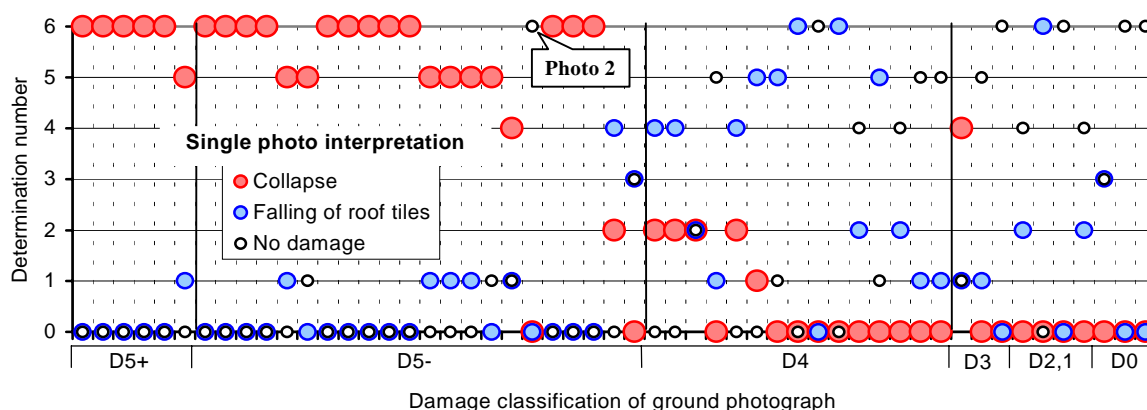 6
5
4
3
2
1
0
Determination number
Photo 2
Single photo interpretation
Collapse
Falling of roof tiles
No damage
D5+ D5- D4 D3 D2,1 D0
Damage classification of ground photograph